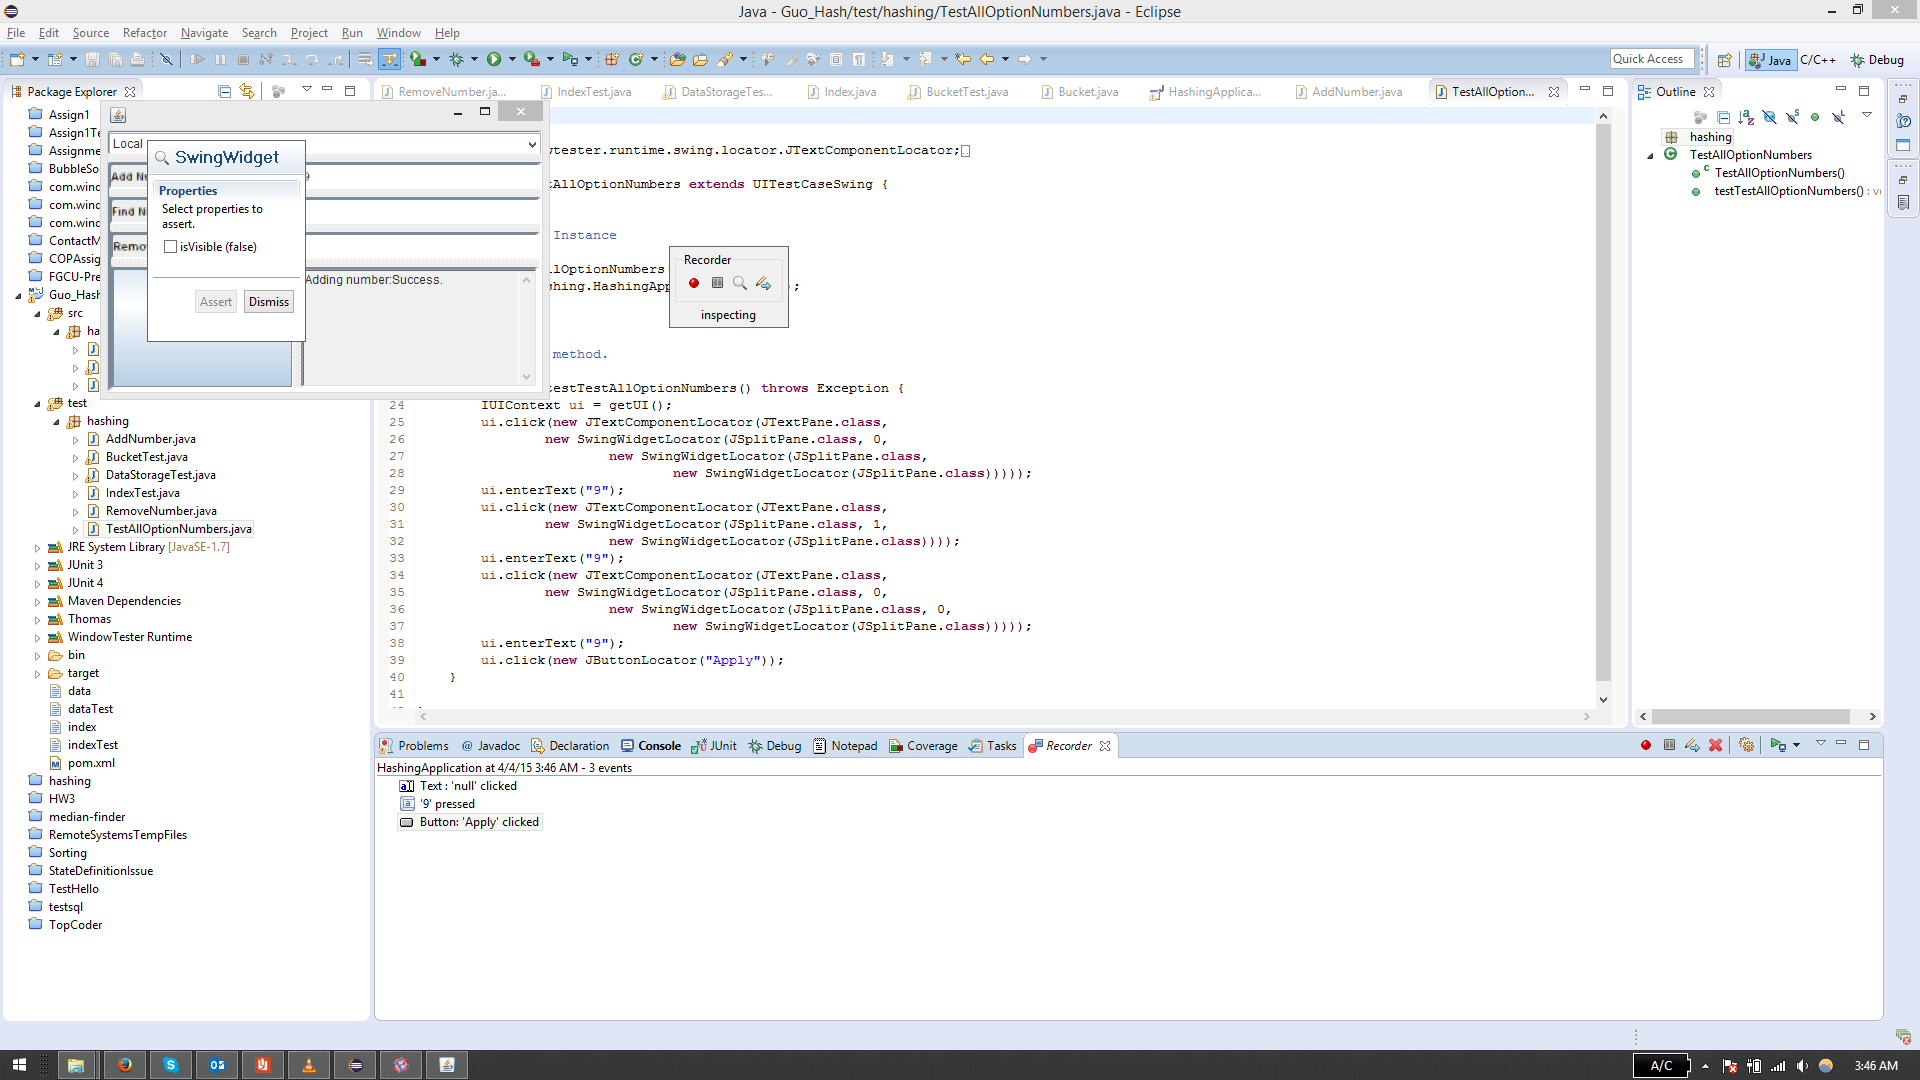 Java - Guo_Hash/test/hashing/TestAllOptionNumbers.java - Eclipse
File Edit Source Refactor Navigate Search Project Run Window Help
Quick Access
Java
C/C++
Debug
Package Explorer
RemoveNumber.ja...
IndexTest.java
DataStorageTes...
Index.java
BucketTest.java
Bucket.java
HashingApplica...
AddNumber.java
TestAllOption...
Outline
Assign1
Assign1Te
Assignme
BubbleSo
com.wind
com.wind
com.wind
ContactM
COPAssig
FGCU-Pre
Guo_Hash
src
ha
test
hashing
AddNumber.java
BucketTest.java
DataStorageTest.java
IndexTest.java
RemoveNumber.java
TestAllOptionNumbers.java
JRE System Library [JavaSE-1.7]
JUnit 3
JUnit 4
Maven Dependencies
Thomas
WindowTester Runtime
bin
target
data
dataTest
index
indexTest
pom.xml
hashing
HW3
median-finder
RemoteSystemsTempFiles
Sorting
StateDefinitionIssue
TestHello
testsql
TopCoder
Local
Add Nu
9
Find N
Remo
Adding number:Success.
SwingWidget
Properties
Select properties to
assert.
isVisible (false)
Assert
Dismiss
Recorder
inspecting
wtester.runtime.swing.locator.JTextComponentLocator;
AllOptionNumbers extends UITestCaseSwing {
Instance
llOptionNumbers(
shing.HashingApp
;
method.
testTestAllOptionNumbers() throws Exception {
24 IUIContext ui = getUI();
25 ui.click(new JTextComponentLocator(JTextPane.class,
26 new SwingWidgetLocator(JSplitPane.class, 0,
27 new SwingWidgetLocator(JSplitPane.class,
28 new SwingWidgetLocator(JSplitPane.class)))));
29 ui.enterText("9");
30 ui.click(new JTextComponentLocator(JTextPane.class,
31 new SwingWidgetLocator(JSplitPane.class, 1,
32 new SwingWidgetLocator(JSplitPane.class))));
33 ui.enterText("9");
34 ui.click(new JTextComponentLocator(JTextPane.class,
35 new SwingWidgetLocator(JSplitPane.class, 0,
36 new SwingWidgetLocator(JSplitPane.class, 0,
37 new SwingWidgetLocator(JSplitPane.class)))));
38 ui.enterText("9");
39 ui.click(new JButtonLocator("Apply"));
40 }
41
hashing
TestAllOptionNumbers
TestAllOptionNumbers()
testTestAllOptionNumbers() : v
Problems
@ Javadoc
Declaration
Console
JUnit
Debug
Notepad
Coverage
Tasks
Recorder
HashingApplication at 4/4/15 3:46 AM - 3 events
Text : 'null' clicked
'9' pressed
Button: 'Apply' clicked
A/C
3:46 AM